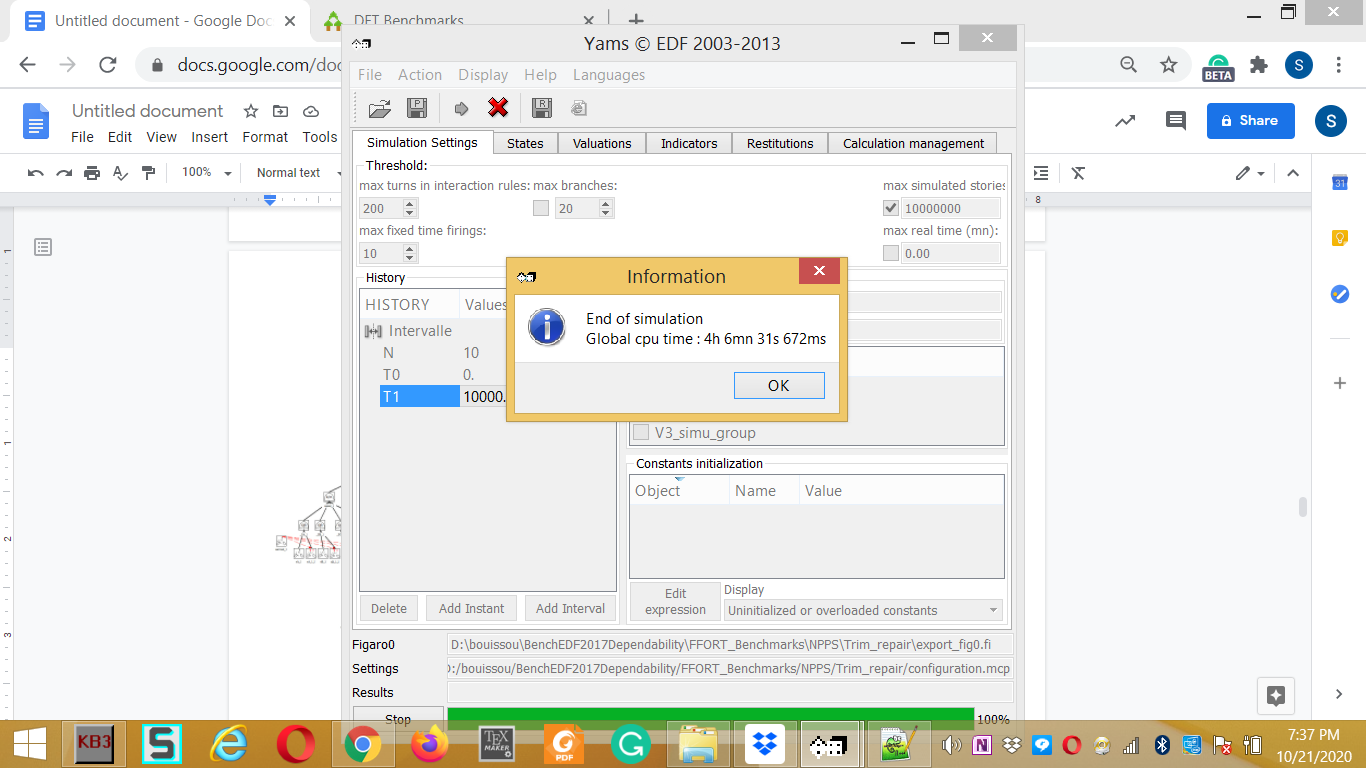 Untitled document - Google Doc
DFT Benchmarks
Yams © EDF 2003-2013
docs.google.com/doc
BETA
S
File Action Display Help Languages
Untitled document
File Edit View Insert Format Tools
Share
S
100%
Normal text
Simulation Settings
States
Valuations
Indicators
Restitutions
Calculation management
Threshold:
max turns in interaction rules:
max branches:
max simulated stories
200
20
10000000
max fixed time firings:
max real time (mn):
10
0.00
History
HISTORY
Values
Intervalle
N 10
T0 0.
T1 10000.
Information
End of simulation
Global cpu time : 4h 6mn 31s 672ms
OK
V3_simu_group
Constants initialization
Object Name Value
Delete
Add Instant
Add Interval
Edit expression
Display
Uninitialized or overloaded constants
Figaro0
D:\bouissou\BenchEDF2017Dependability\FFORT_Benchmarks\NPPS\Trim_repair\export_fig0.fi
Settings
):/bouissou/BenchEDF2017Dependability/FFORT_Benchmarks/NPPS/Trim_repair/configuration.mcp
Results
Stop
100%
8
1
1
2
3
31
KB3
S
TEX
MAKER
PDF
G
N
7:37 PM
10/21/2020